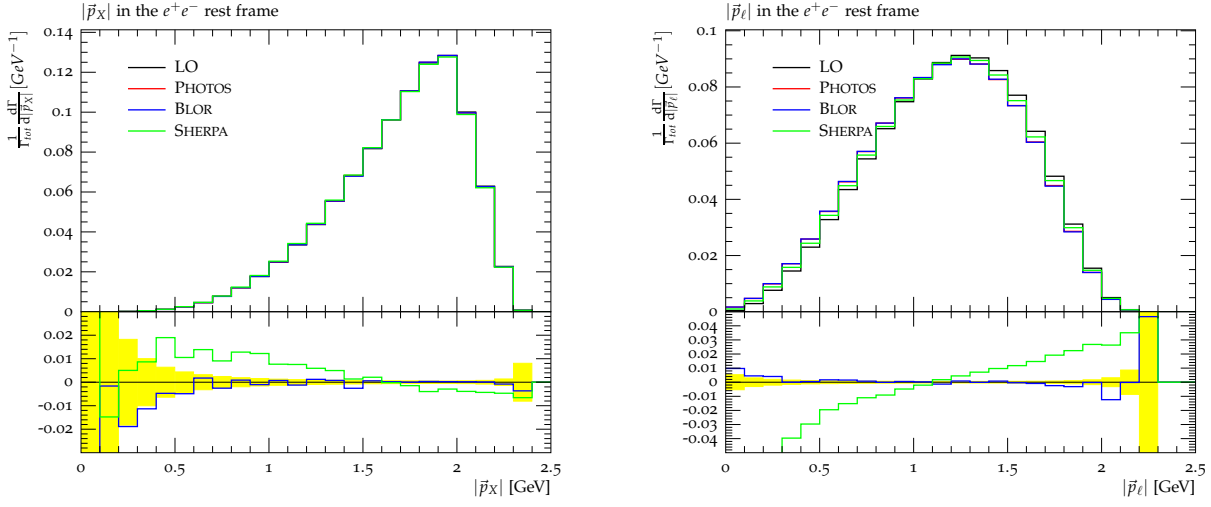 |p⃗_X| in the e⁺e⁻ rest frame
1/Γ_tot dΓ/d|p⃗_X| [GeV⁻¹]
0.14
0.12
0.1
0.08
0.06
0.04
0.02
0
LO
PHOTOS
BLOR
SHERPA
0.02
0.01
0
-0.01
-0.02
0
0.5
1
1.5
2
2.5
|p⃗_X| [GeV]
|p⃗_ℓ| in the e⁺e⁻ rest frame
1/Γ_tot dΓ/d|p⃗_ℓ| [GeV⁻¹]
0.1
0.08
0.06
0.04
0.02
0
LO
PHOTOS
BLOR
SHERPA
0.04
0.03
0.02
0.01
0
-0.01
-0.02
-0.03
-0.04
0
0.5
1
1.5
2
2.5
|p⃗_ℓ| [GeV]